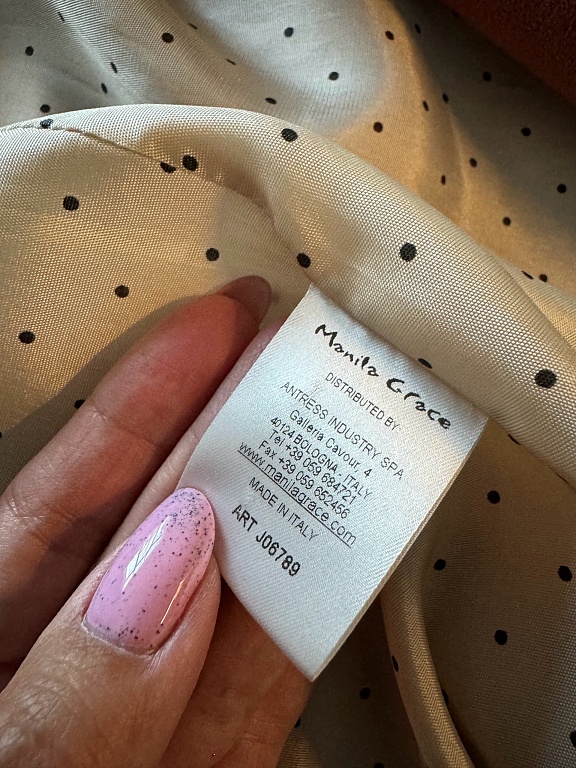 Manila Grace
DISTRIBUTED BY:
ANTRESS INDUSTRY SPA
Galleria Cavour, 4
40124 BOLOGNA - ITALY
Tel +39 059 684721
Fax +39 059 652456
www.manilagrace.com
MADE IN ITALY
ART J06789